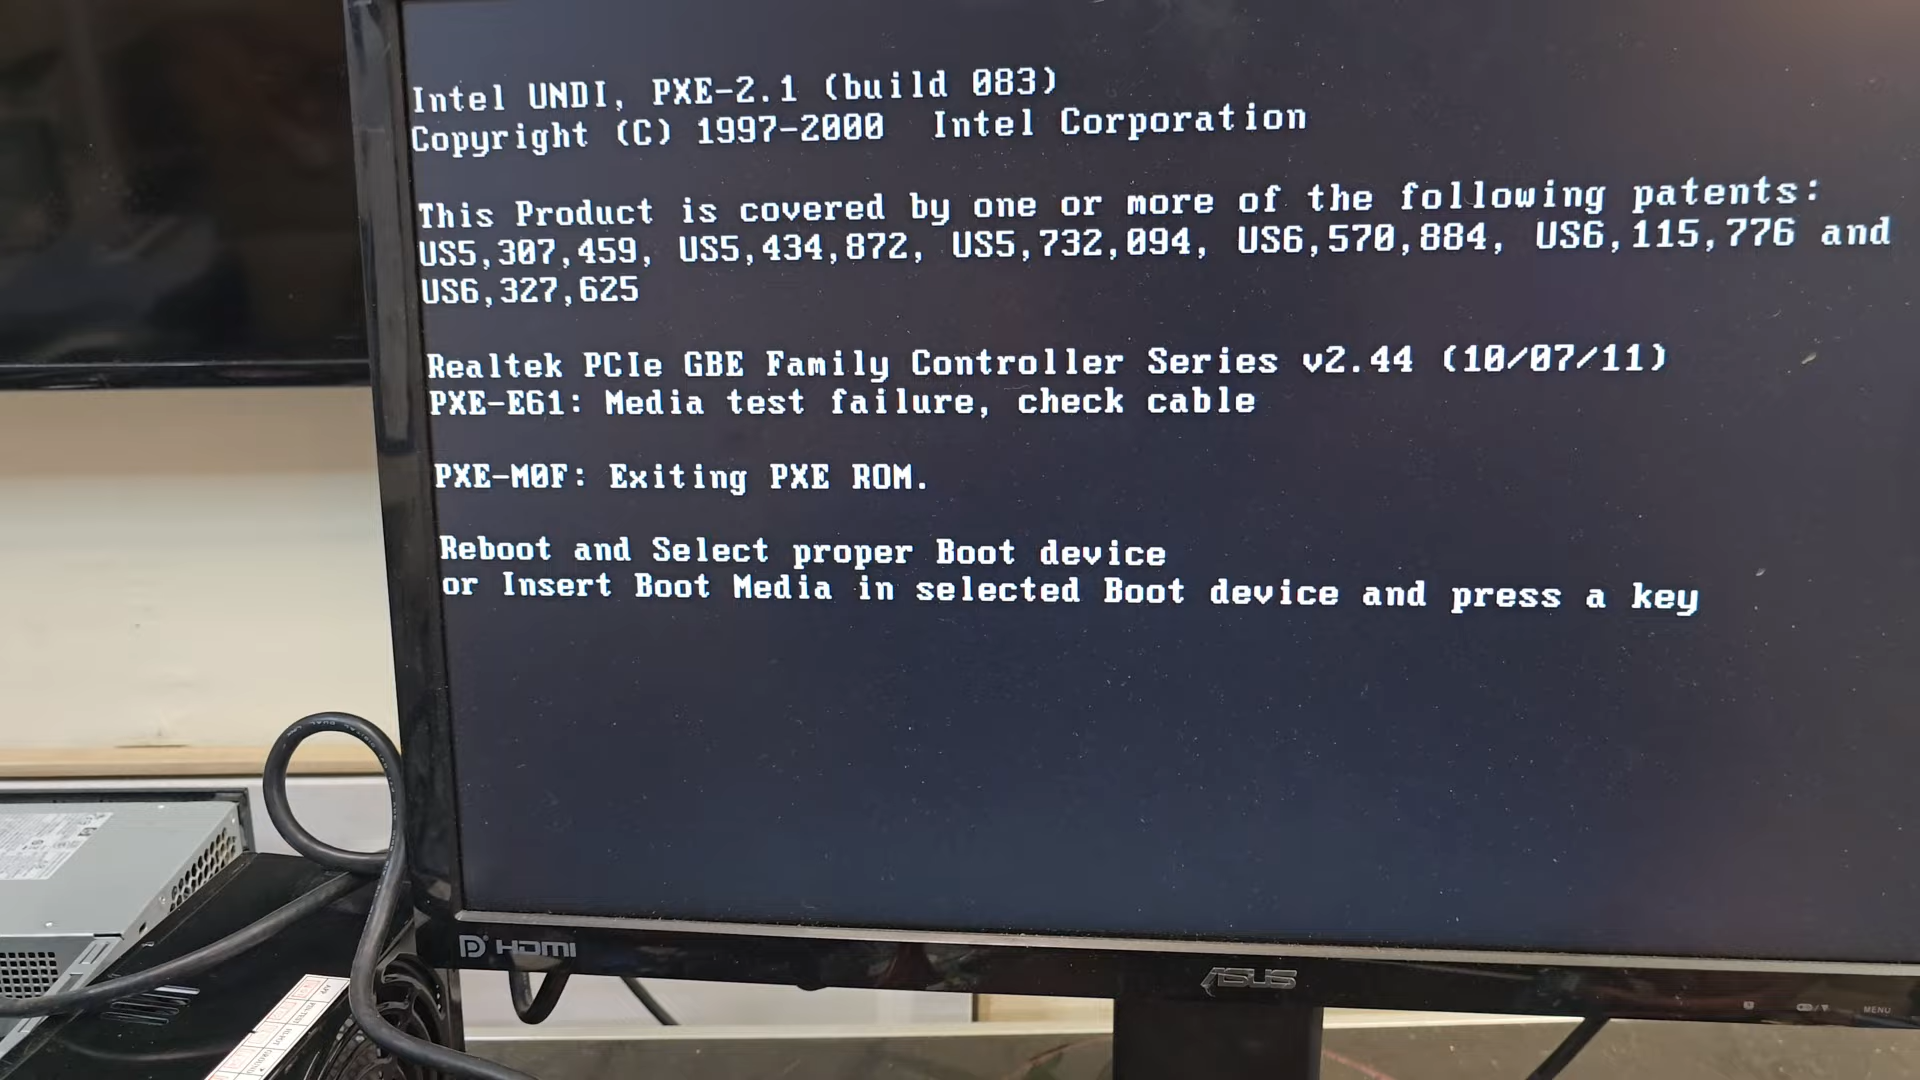 Intel UNDI, PXE-2.1 (build 083)
Copyright (C) 1997-2000  Intel Corporation
This Product is covered by one or more of the following patents:
US5,307,459, US5,434,872, US5,732,094, US6,570,884, US6,115,776 and
US6,327,625
Realtek PCIe GBE Family Controller Series v2.44 (10/07/11)
PXE-E61: Media test failure, check cable
PXE-M0F: Exiting PXE ROM.
Reboot and Select proper Boot device
or Insert Boot Media in selected Boot device and press a key
HDMI
ASUS
MENU